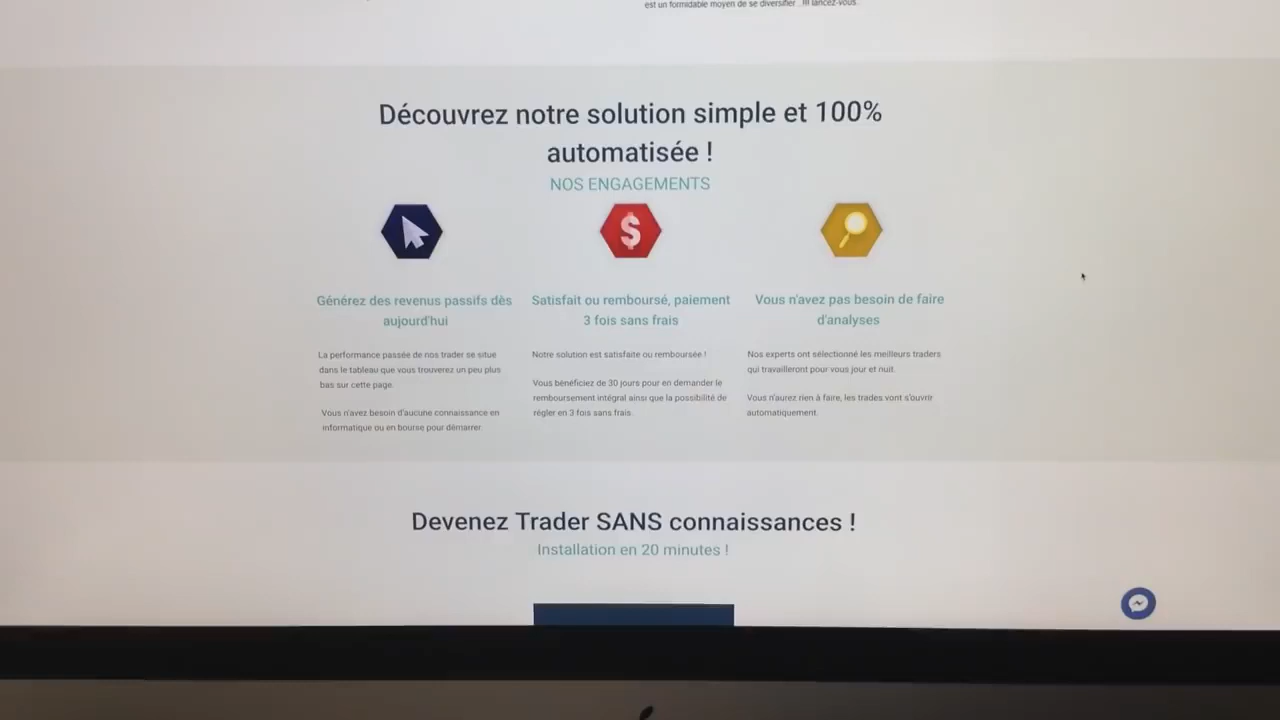 est un formidable moyen de se diversifier ..!!! lancez-vous.
Découvrez notre solution simple et 100%
automatisée !
NOS ENGAGEMENTS
$
Générez des revenus passifs dès
aujourd'hui
La performance passée de nos trader se situe
dans le tableau que vous trouverez un peu plus
bas sur cette page.
Vous n'avez besoin d'aucune connaissance en
informatique ou en bourse pour démarrer.
Satisfait ou remboursé, paiement
3 fois sans frais
Notre solution est satisfaite ou remboursée !
Vous bénéficiez de 30 jours pour en demander le
remboursement intégral ainsi que la possibilité de
régler en 3 fois sans frais.
Vous n'avez pas besoin de faire
d'analyses
Nos experts ont sélectionné les meilleurs traders
qui travailleront pour vous jour et nuit.
Vous n'aurez rien à faire, les trades vont s'ouvrir
automatiquement.
Devenez Trader SANS connaissances !
Installation en 20 minutes !